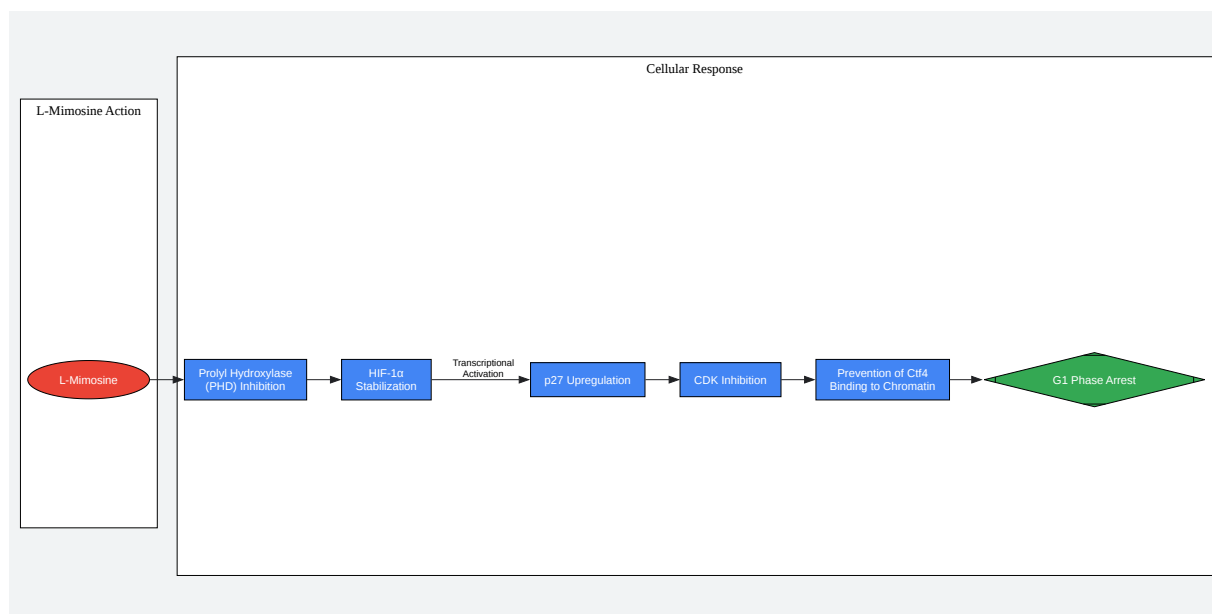 Cellular Response
L-Mimosine Action
L-Mimosine
Prolyl Hydroxylase
(PHD) Inhibition
HIF-1α
Stabilization
Transcriptional
Activation
p27 Upregulation
CDK Inhibition
Prevention of Ctf4
Binding to Chromatin
G1 Phase Arrest